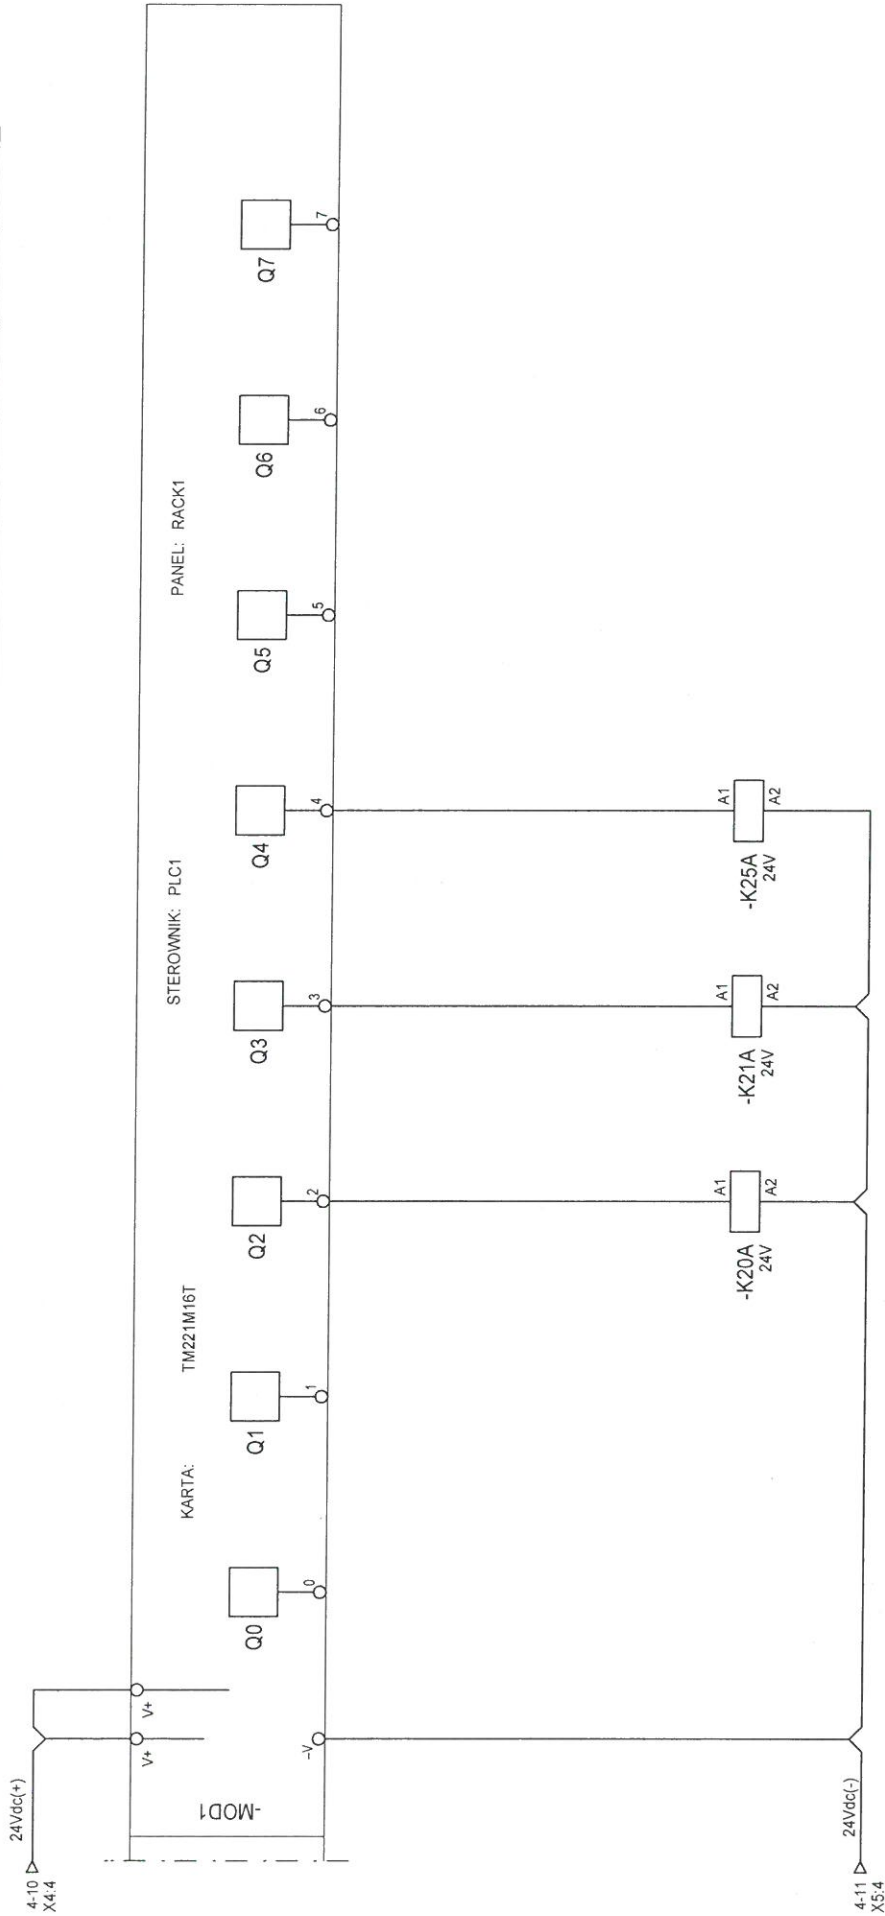 4-10
X4:4
24Vdc(+)
V+
V+
-MOD1
-V
KARTA:
TM221M16T
STEROWNIK: PLC1
PANEL: RACK1
Q0
Q1
Q2
Q3
Q4
Q5
Q6
Q7
0
1
2
3
4
5
6
7
A1
A2
-K20A
24V
A1
A2
-K21A
24V
A1
A2
-K25A
24V
4-11
X5:4
24Vdc(-)